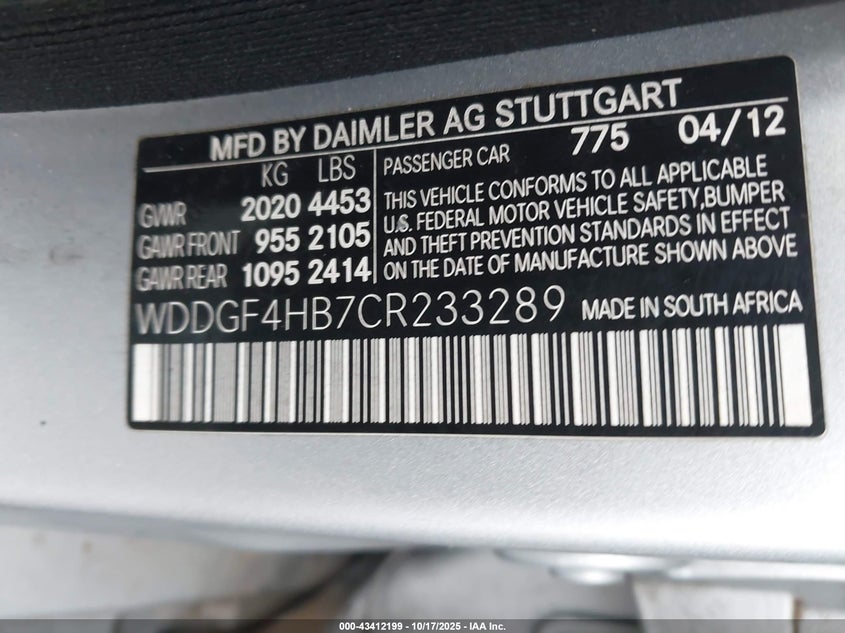 MFD BY DAIMLER AG STUTTGART
775 04/12
KG LBS
GVWR 2020 4453
GAWR FRONT 955 2105
GAWR REAR 1095 2414
PASSENGER CAR
THIS VEHICLE CONFORMS TO ALL APPLICABLE
U.S. FEDERAL MOTOR VEHICLE SAFETY,BUMPER
AND THEFT PREVENTION STANDARDS IN EFFECT
ON THE DATE OF MANUFACTURE SHOWN ABOVE
WDDGF4HB7CR233289 MADE IN SOUTH AFRICA
000-43412199 | 10/17/2025 | IAA Inc.